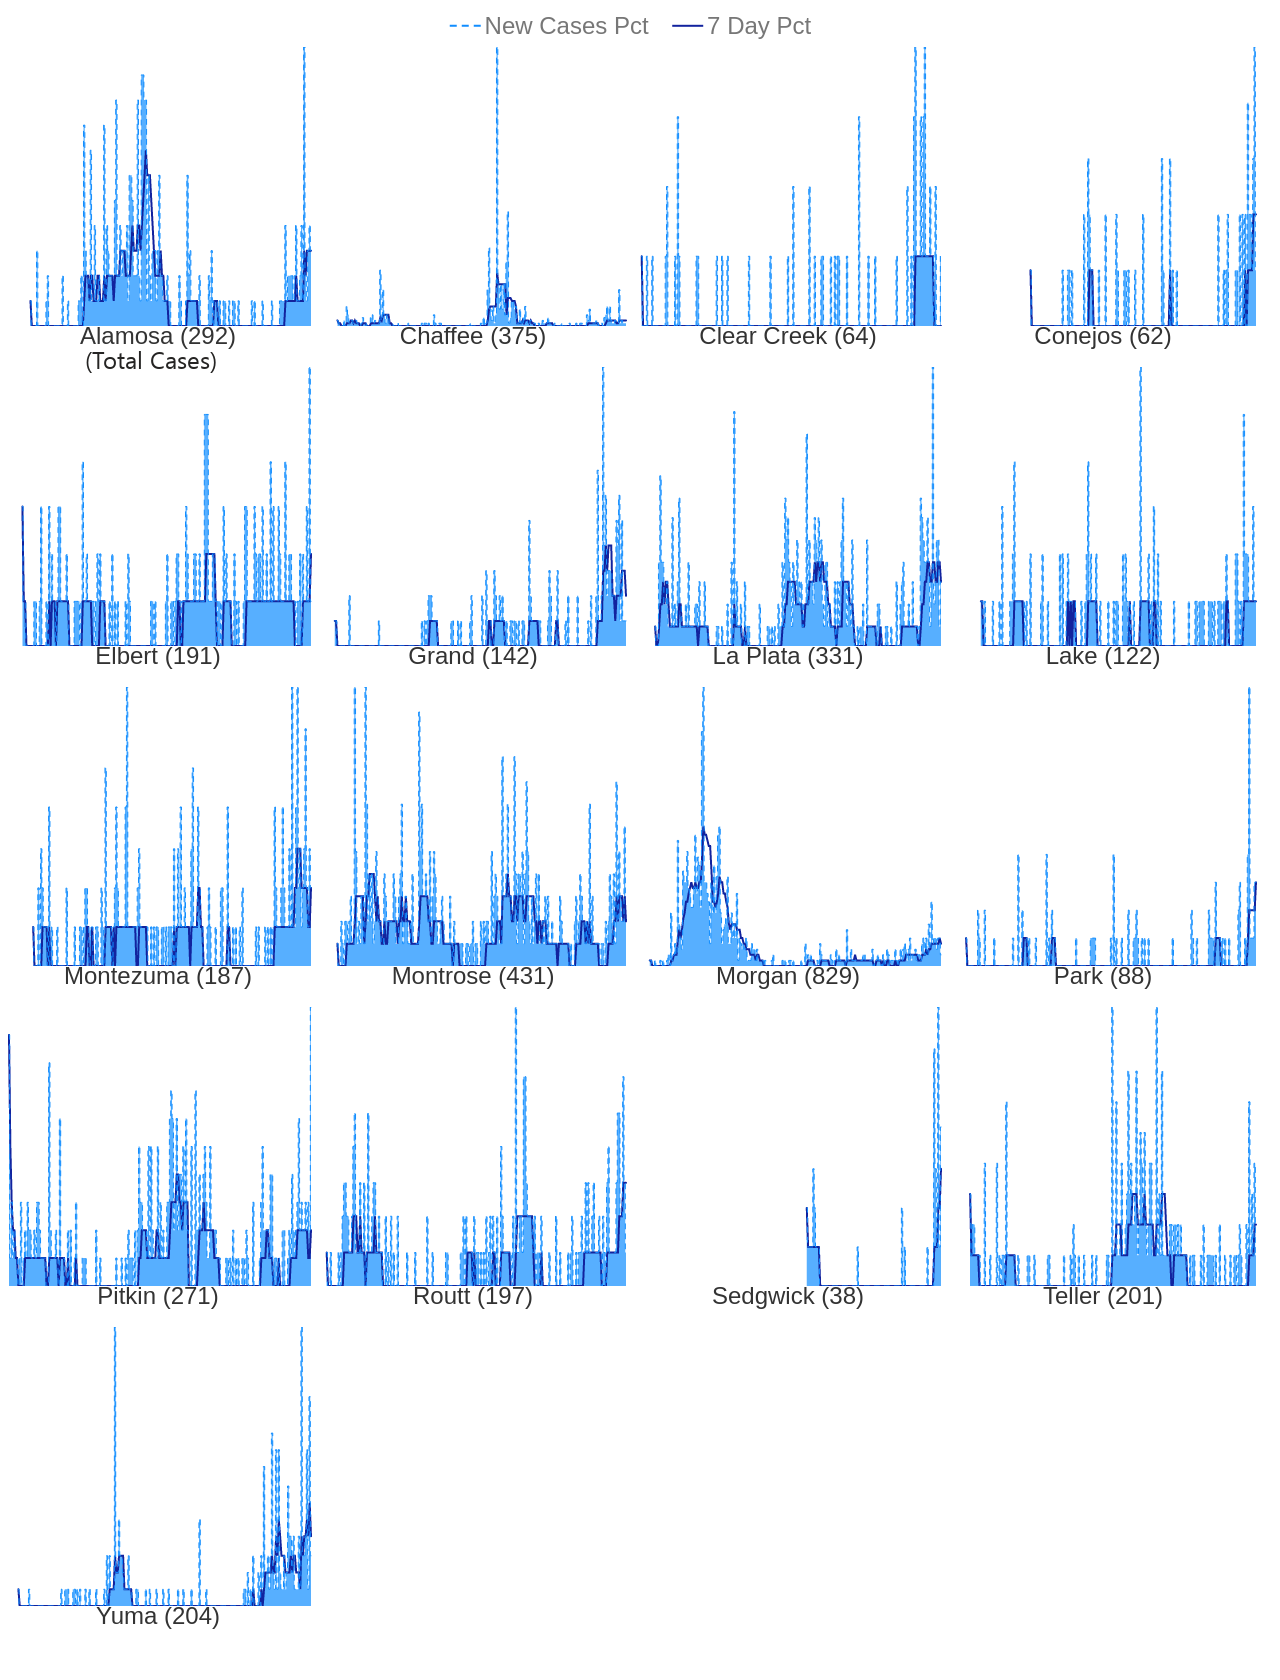 New Cases Pct 7 Day Pct
Alamosa (292) Chaffee (375) Clear Creek (64) Conejos (62)
(Total Cases)
Elbert (191) Grand (142) La Plata (331) Lake (122)
Montezuma (187) Montrose (431) Morgan (829) Park (88)
Pitkin (271) Routt (197) Sedgwick (38) Teller (201)
Yuma (204)